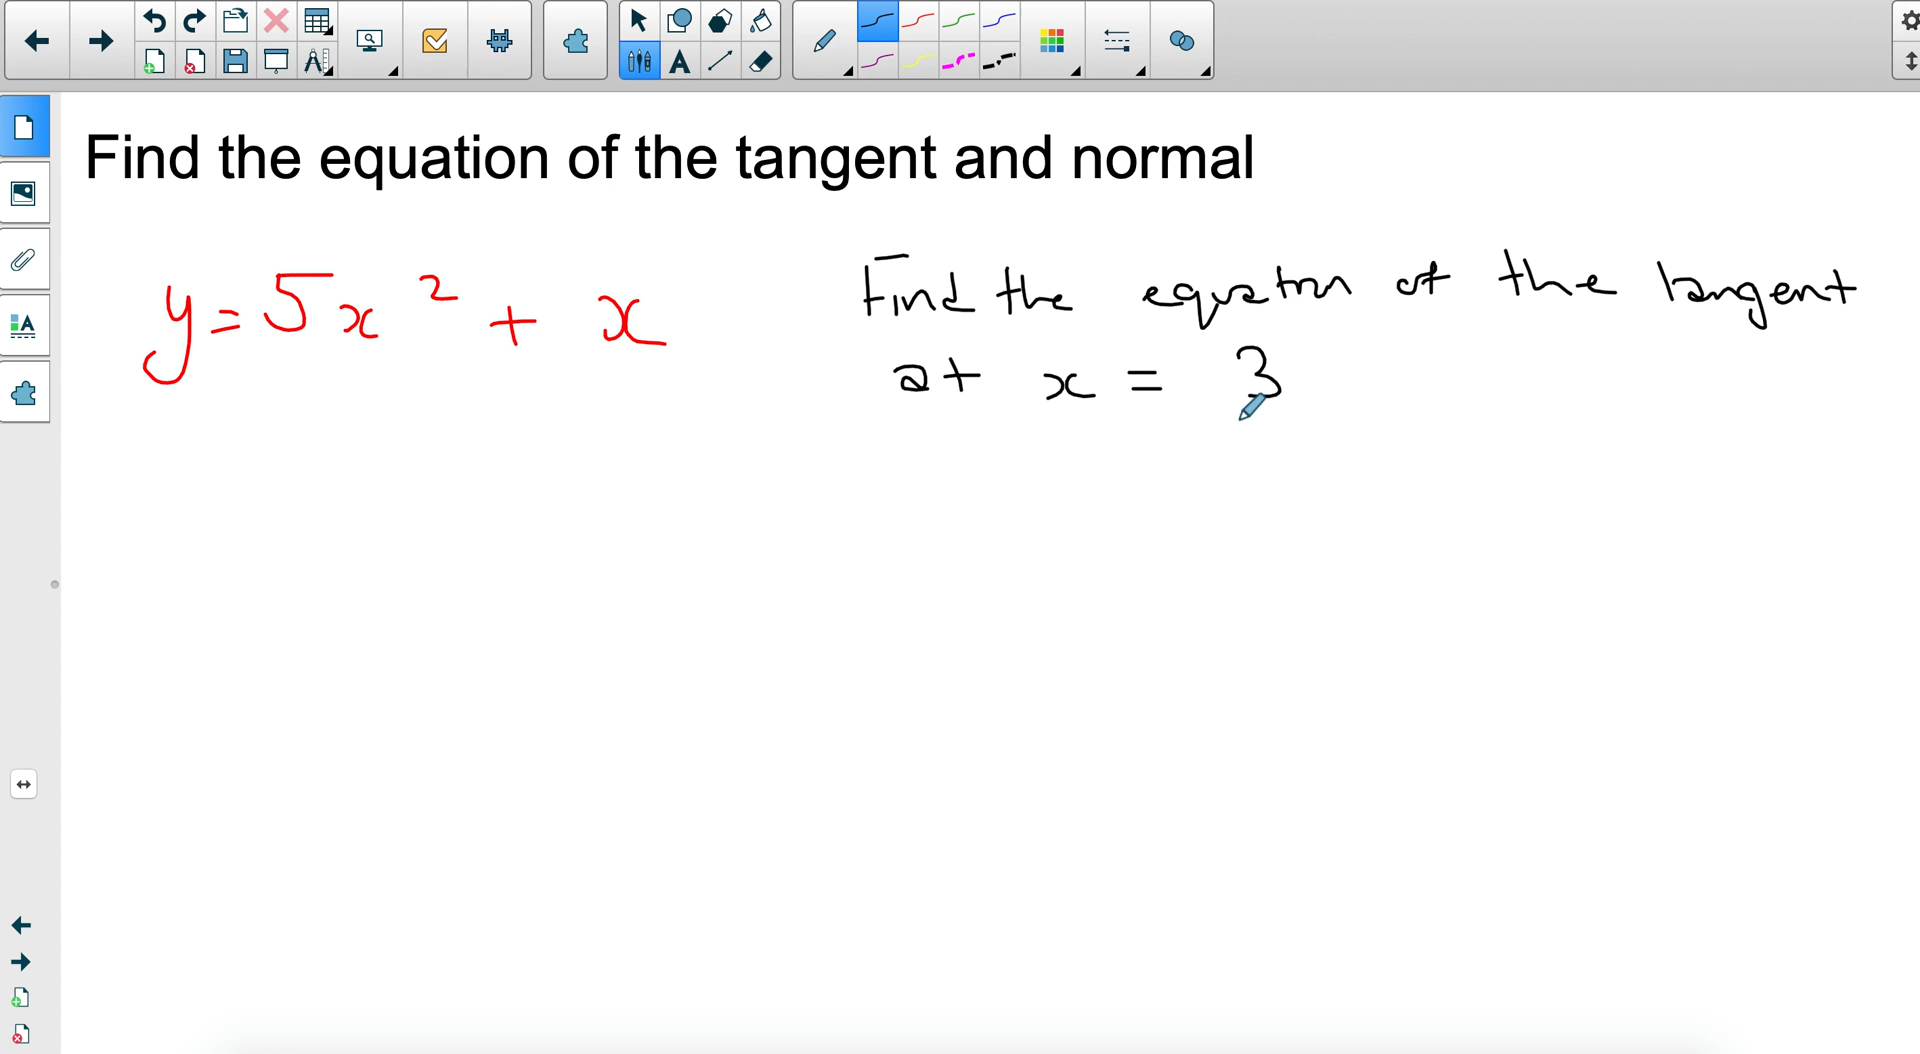 Find the equation of the tangent and normal
y = 5x² + x
Find the equation of the tangent
at x = 3